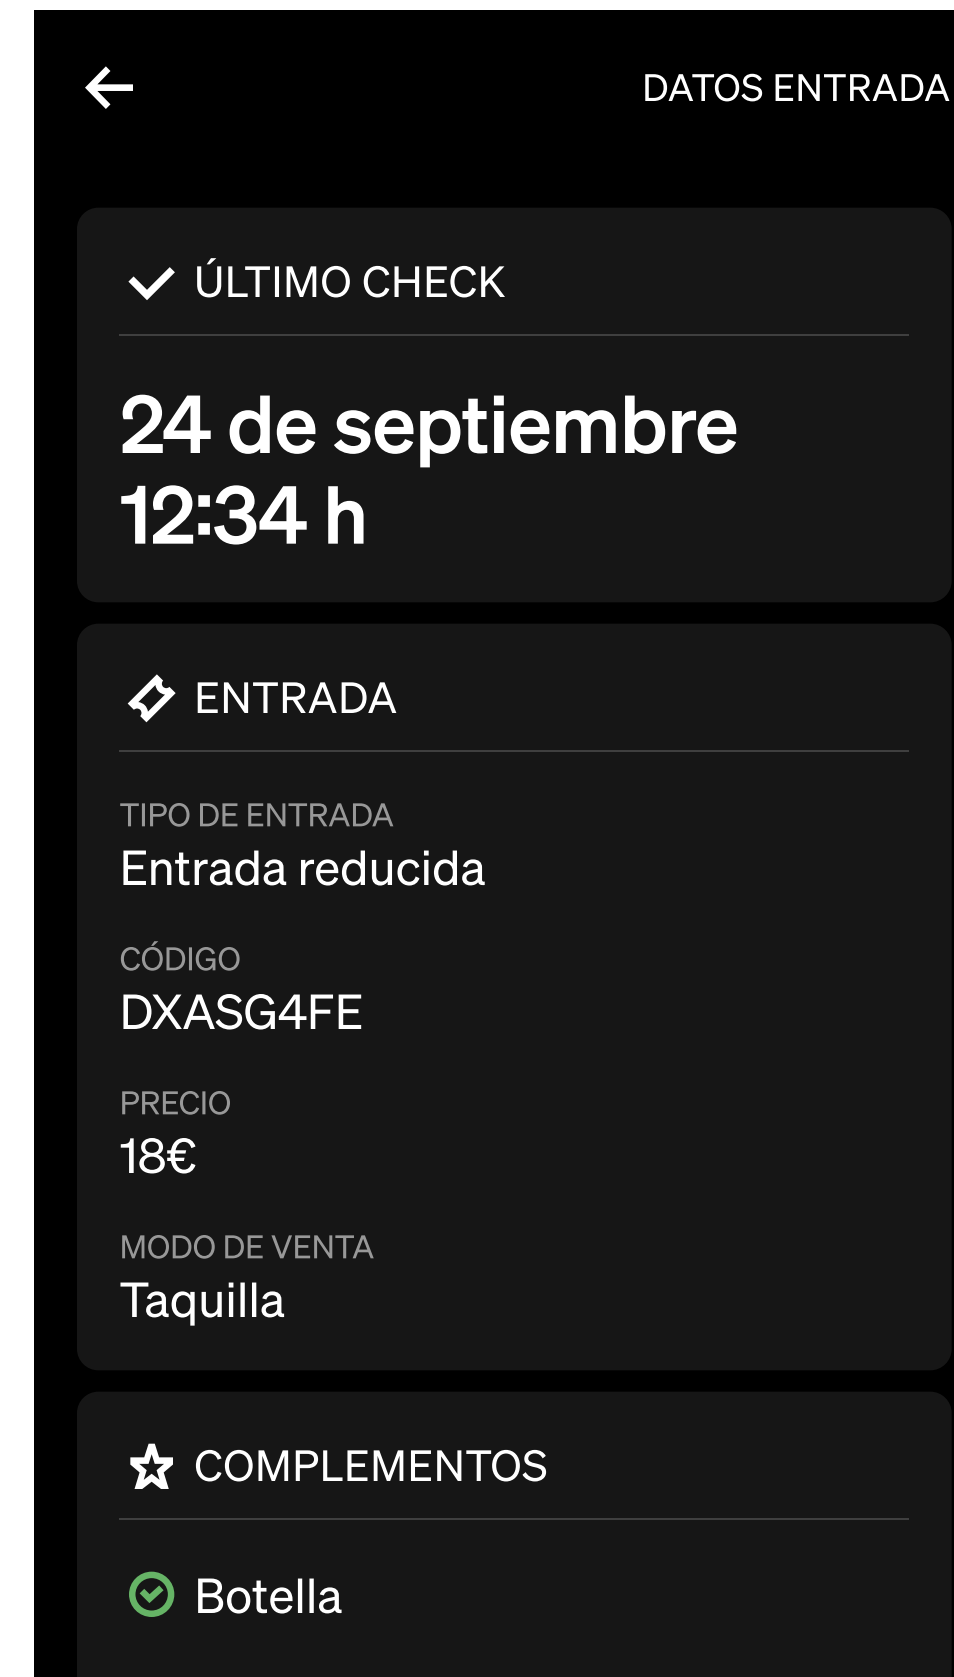 DATOS ENTRADA
ÚLTIMO CHECK
24 de septiembre
12:34 h
ENTRADA
TIPO DE ENTRADA
Entrada reducida
CÓDIGO
DXASG4FE
PRECIO
18€
MODO DE VENTA
Taquilla
COMPLEMENTOS
Botella